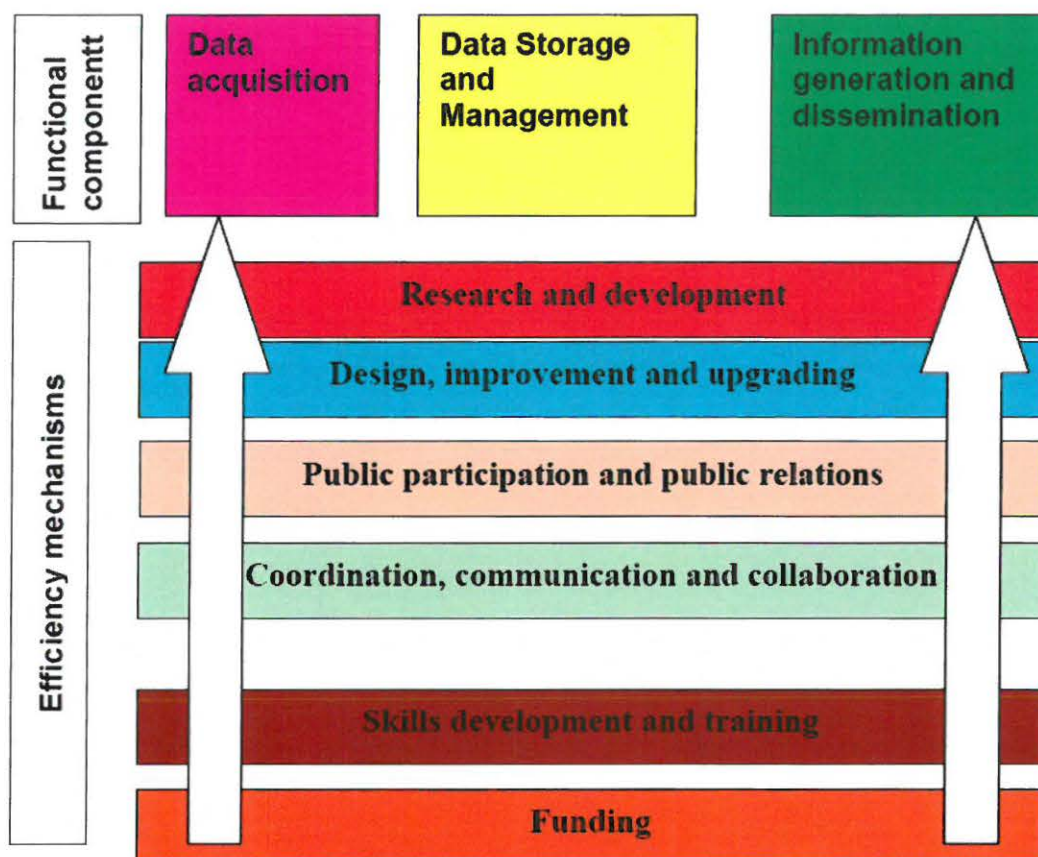 Functional
componentt
Data
acquisition
Data Storage
and
Management
Information
generation and
dissemination
Efficiency mechanisms
Research and development
Design, improvement and upgrading
Public participation and public relations
Coordination, communication and collaboration
Skills development and training
Funding